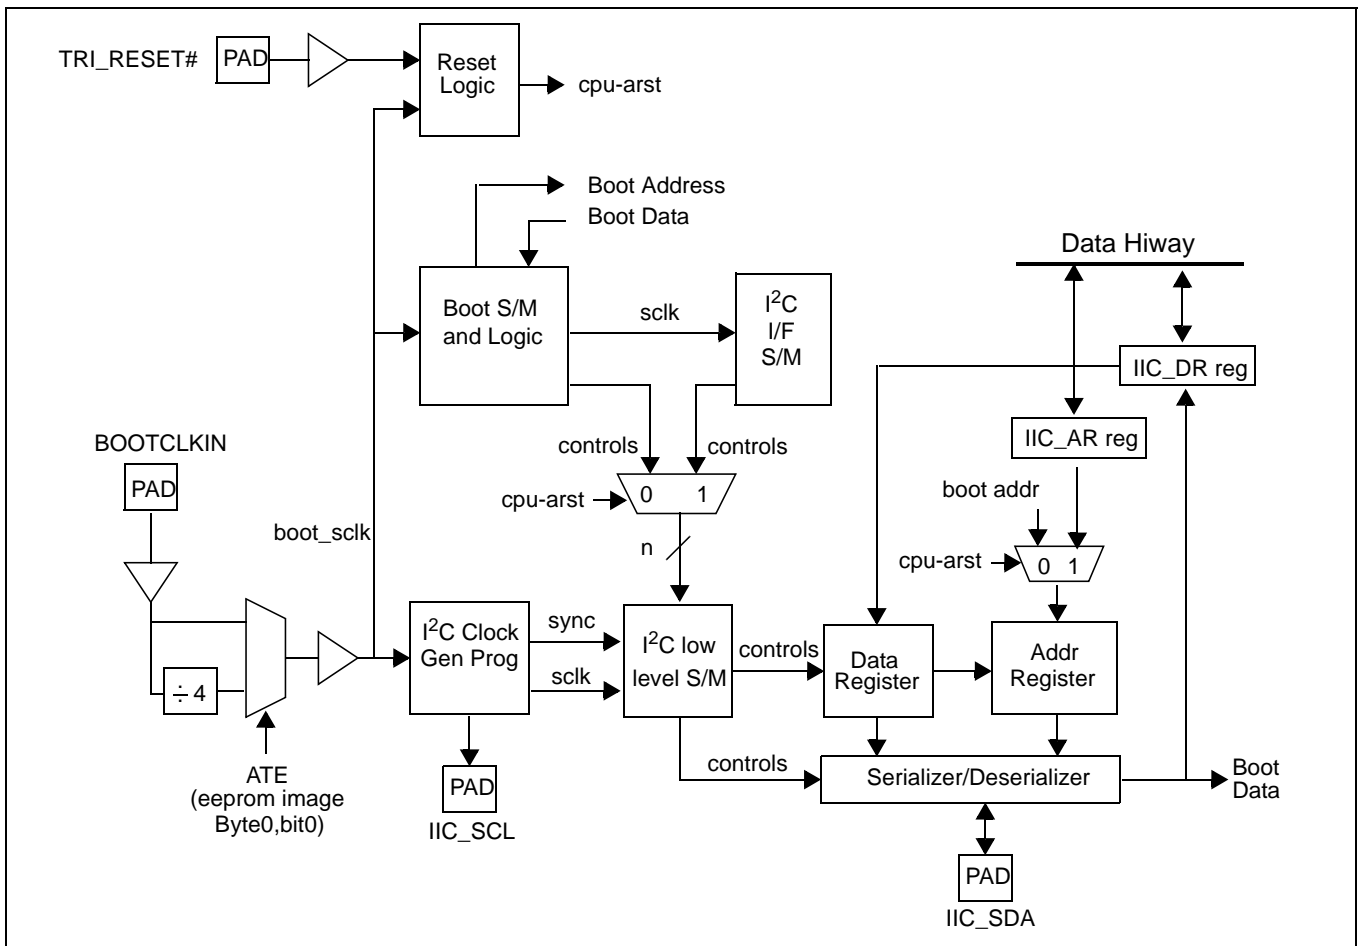 TRI_RESET#
PAD
Reset
Logic
cpu-arst
Boot Address
Boot Data
Data Hiway
Boot S/M
and Logic
sclk
I²C
I/F
S/M
IIC_DR reg
IIC_AR reg
controls
controls
BOOTCLKIN
PAD
cpu-arst
0
1
boot addr
boot_sclk
n
cpu-arst
0
1
I²C Clock
Gen Prog
sync
sclk
I²C low
level S/M
controls
Data
Register
Addr
Register
÷ 4
ATE
(eeprom image
Byte0,bit0)
PAD
IIC_SCL
controls
Serializer/Deserializer
Boot
Data
PAD
IIC_SDA